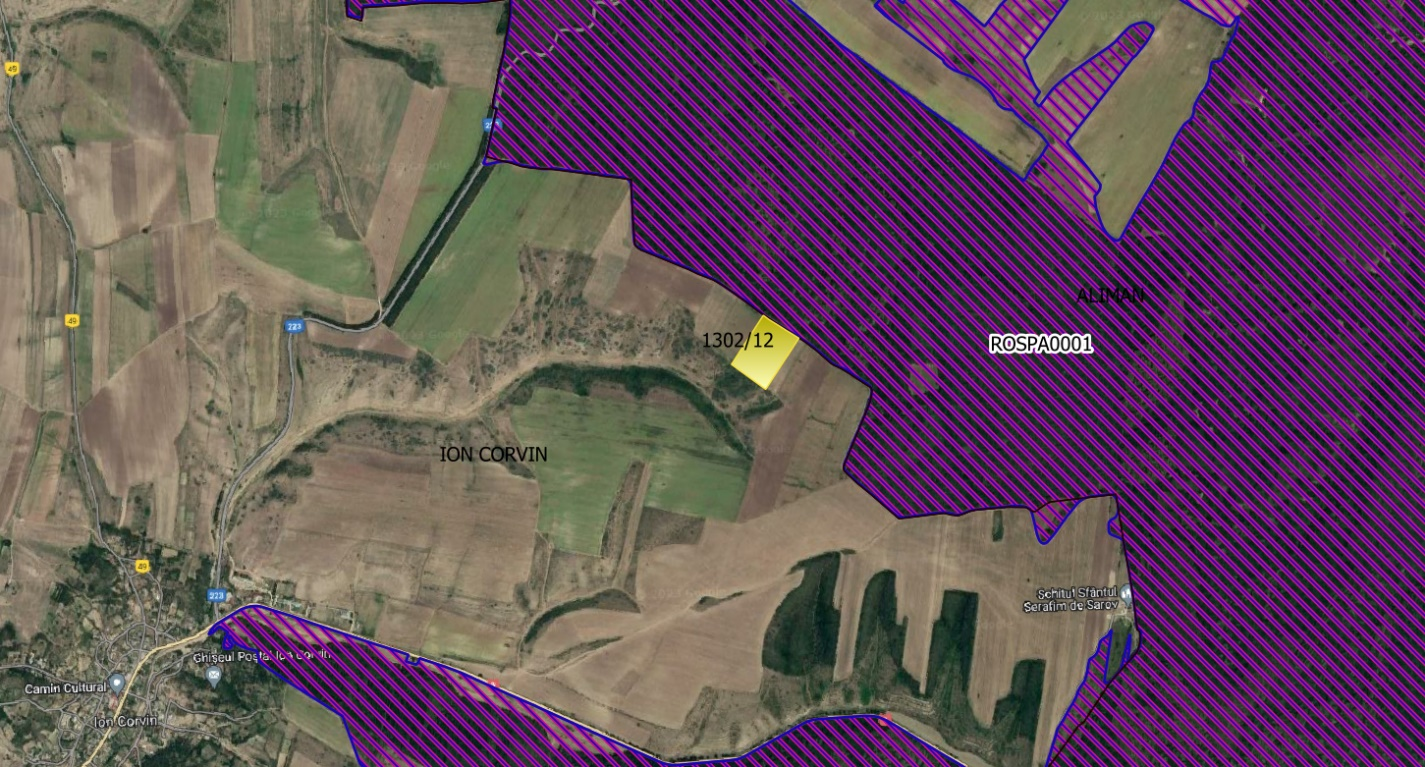 49
49
223
1302/12
ALIMAN
ROSPA0001
ION CORVIN
49
223
Schitul Sfântul
Serafim de Sarov
Ghișeul Poștal Ion Corvin
Camin Cultural
Ion Corvin